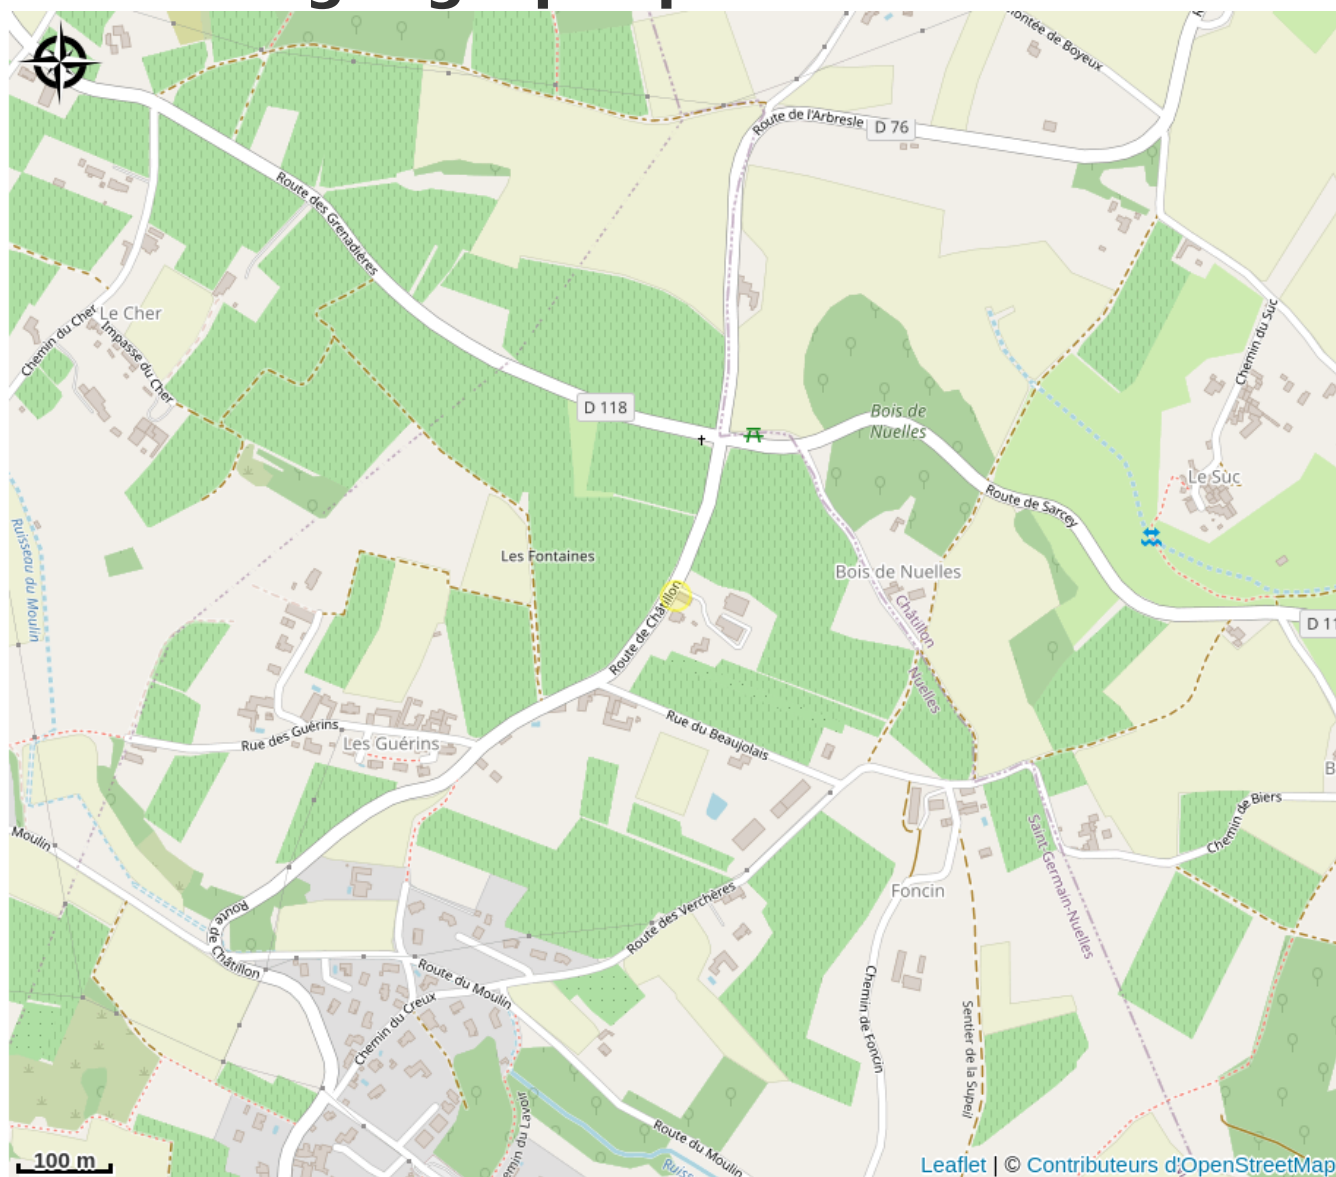 Montée de Boyeux
Route de l'Arbresle
D 76
Route des Grenadières
Le Cher
Chemin du Cher
Impasse du Cher
Chemin du Suc
D 118
Bois de
Nuelles
Le Suc
Route de Sarcey
Ruisseau du Moulin
Les Fontaines
Bois de Nuelles
Châtillon
Nuelles
Route de Châtillon
D 11
Rue du Beaujolais
Rue des Guérins
Les Guérins
Moulin
Chemin de Biers
Saint-Germain-Nuelles
Foncin
Route des Verchères
Route
de Châtillon
Route du Moulin
Chemin du Creux
Chemin de Foncin
Sentier de la Supeil
Route du Moulin
emin du Lavoir
Ruiss
100 m
Leaflet | © Contributeurs d'OpenStreetMap